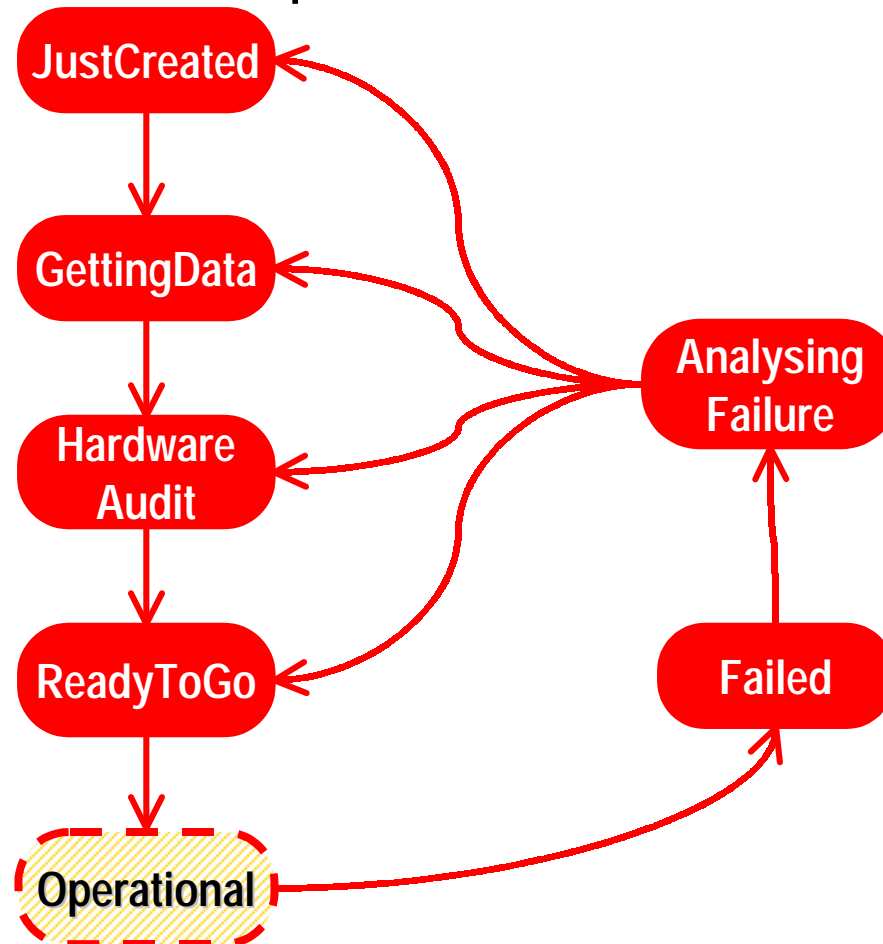 JustCreated
GettingData
Hardware
Audit
ReadyToGo
Operational
Analysing
Failure
Failed